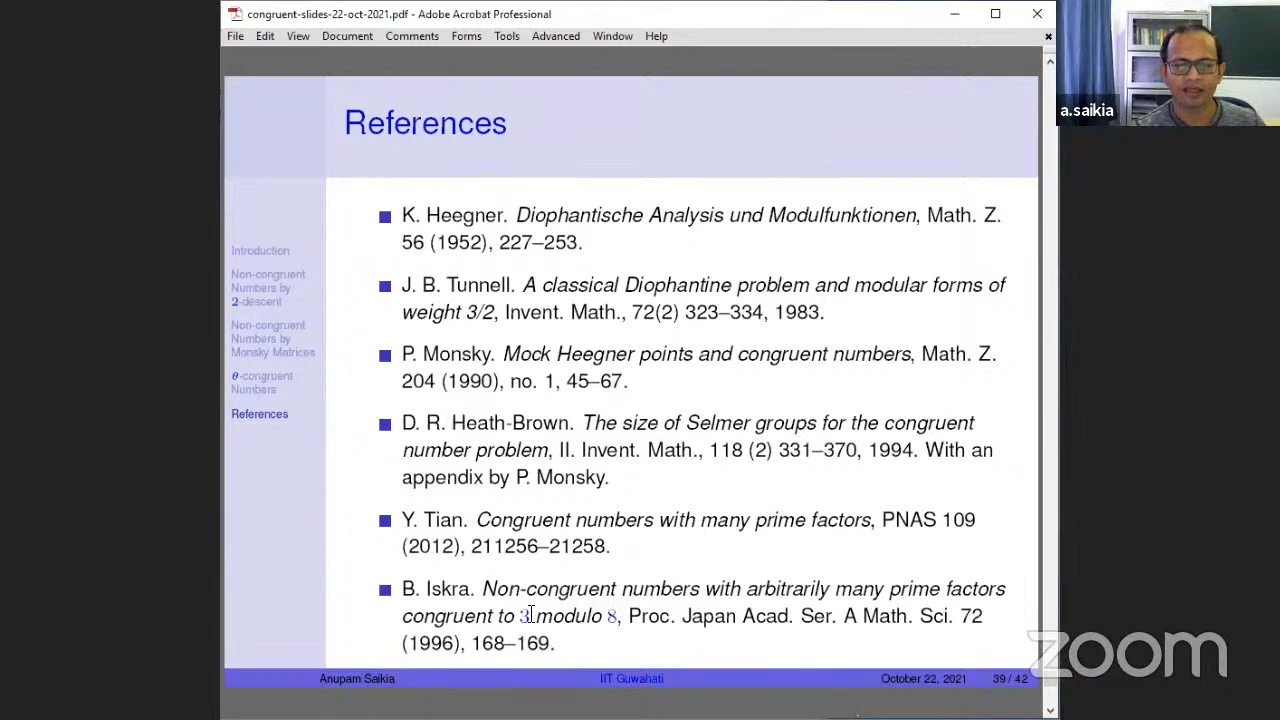 congruent-slides-22-oct-2021.pdf - Adobe Acrobat Professional
File Edit View Document Comments Forms Tools Advanced Window Help
a.saikia
References
Introduction
Non-congruent
Numbers by
2-descent
Non-congruent
Numbers by
Monsky Matrices
θ-congruent
Numbers
References
K. Heegner. Diophantische Analysis und Modulfunktionen, Math. Z.
56 (1952), 227–253.
J. B. Tunnell. A classical Diophantine problem and modular forms of
weight 3/2, Invent. Math., 72(2) 323–334, 1983.
P. Monsky. Mock Heegner points and congruent numbers, Math. Z.
204 (1990), no. 1, 45–67.
D. R. Heath-Brown. The size of Selmer groups for the congruent
number problem, II. Invent. Math., 118 (2) 331–370, 1994. With an
appendix by P. Monsky.
Y. Tian. Congruent numbers with many prime factors, PNAS 109
(2012), 211256–21258.
B. Iskra. Non-congruent numbers with arbitrarily many prime factors
congruent to 3 modulo 8, Proc. Japan Acad. Ser. A Math. Sci. 72
(1996), 168–169.
Anupam Saikia IIT Guwahati October 22, 2021 39 / 42
zoom